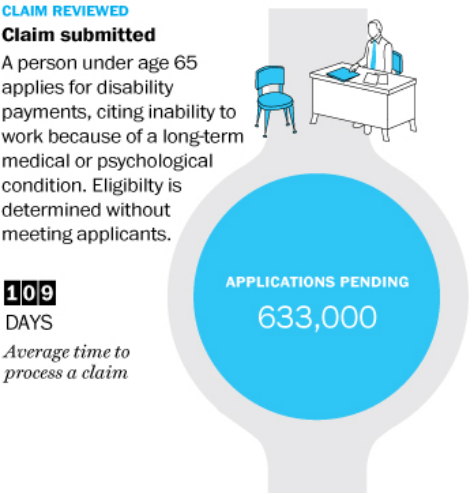 CLAIM REVIEWED
Claim submitted
A person under age 65
applies for disability
payments, citing inability to
work because of a long-term
medical or psychological
condition. Eligibilty is
determined without
meeting applicants.
109
DAYS
Average time to
process a claim
APPLICATIONS PENDING
633,000